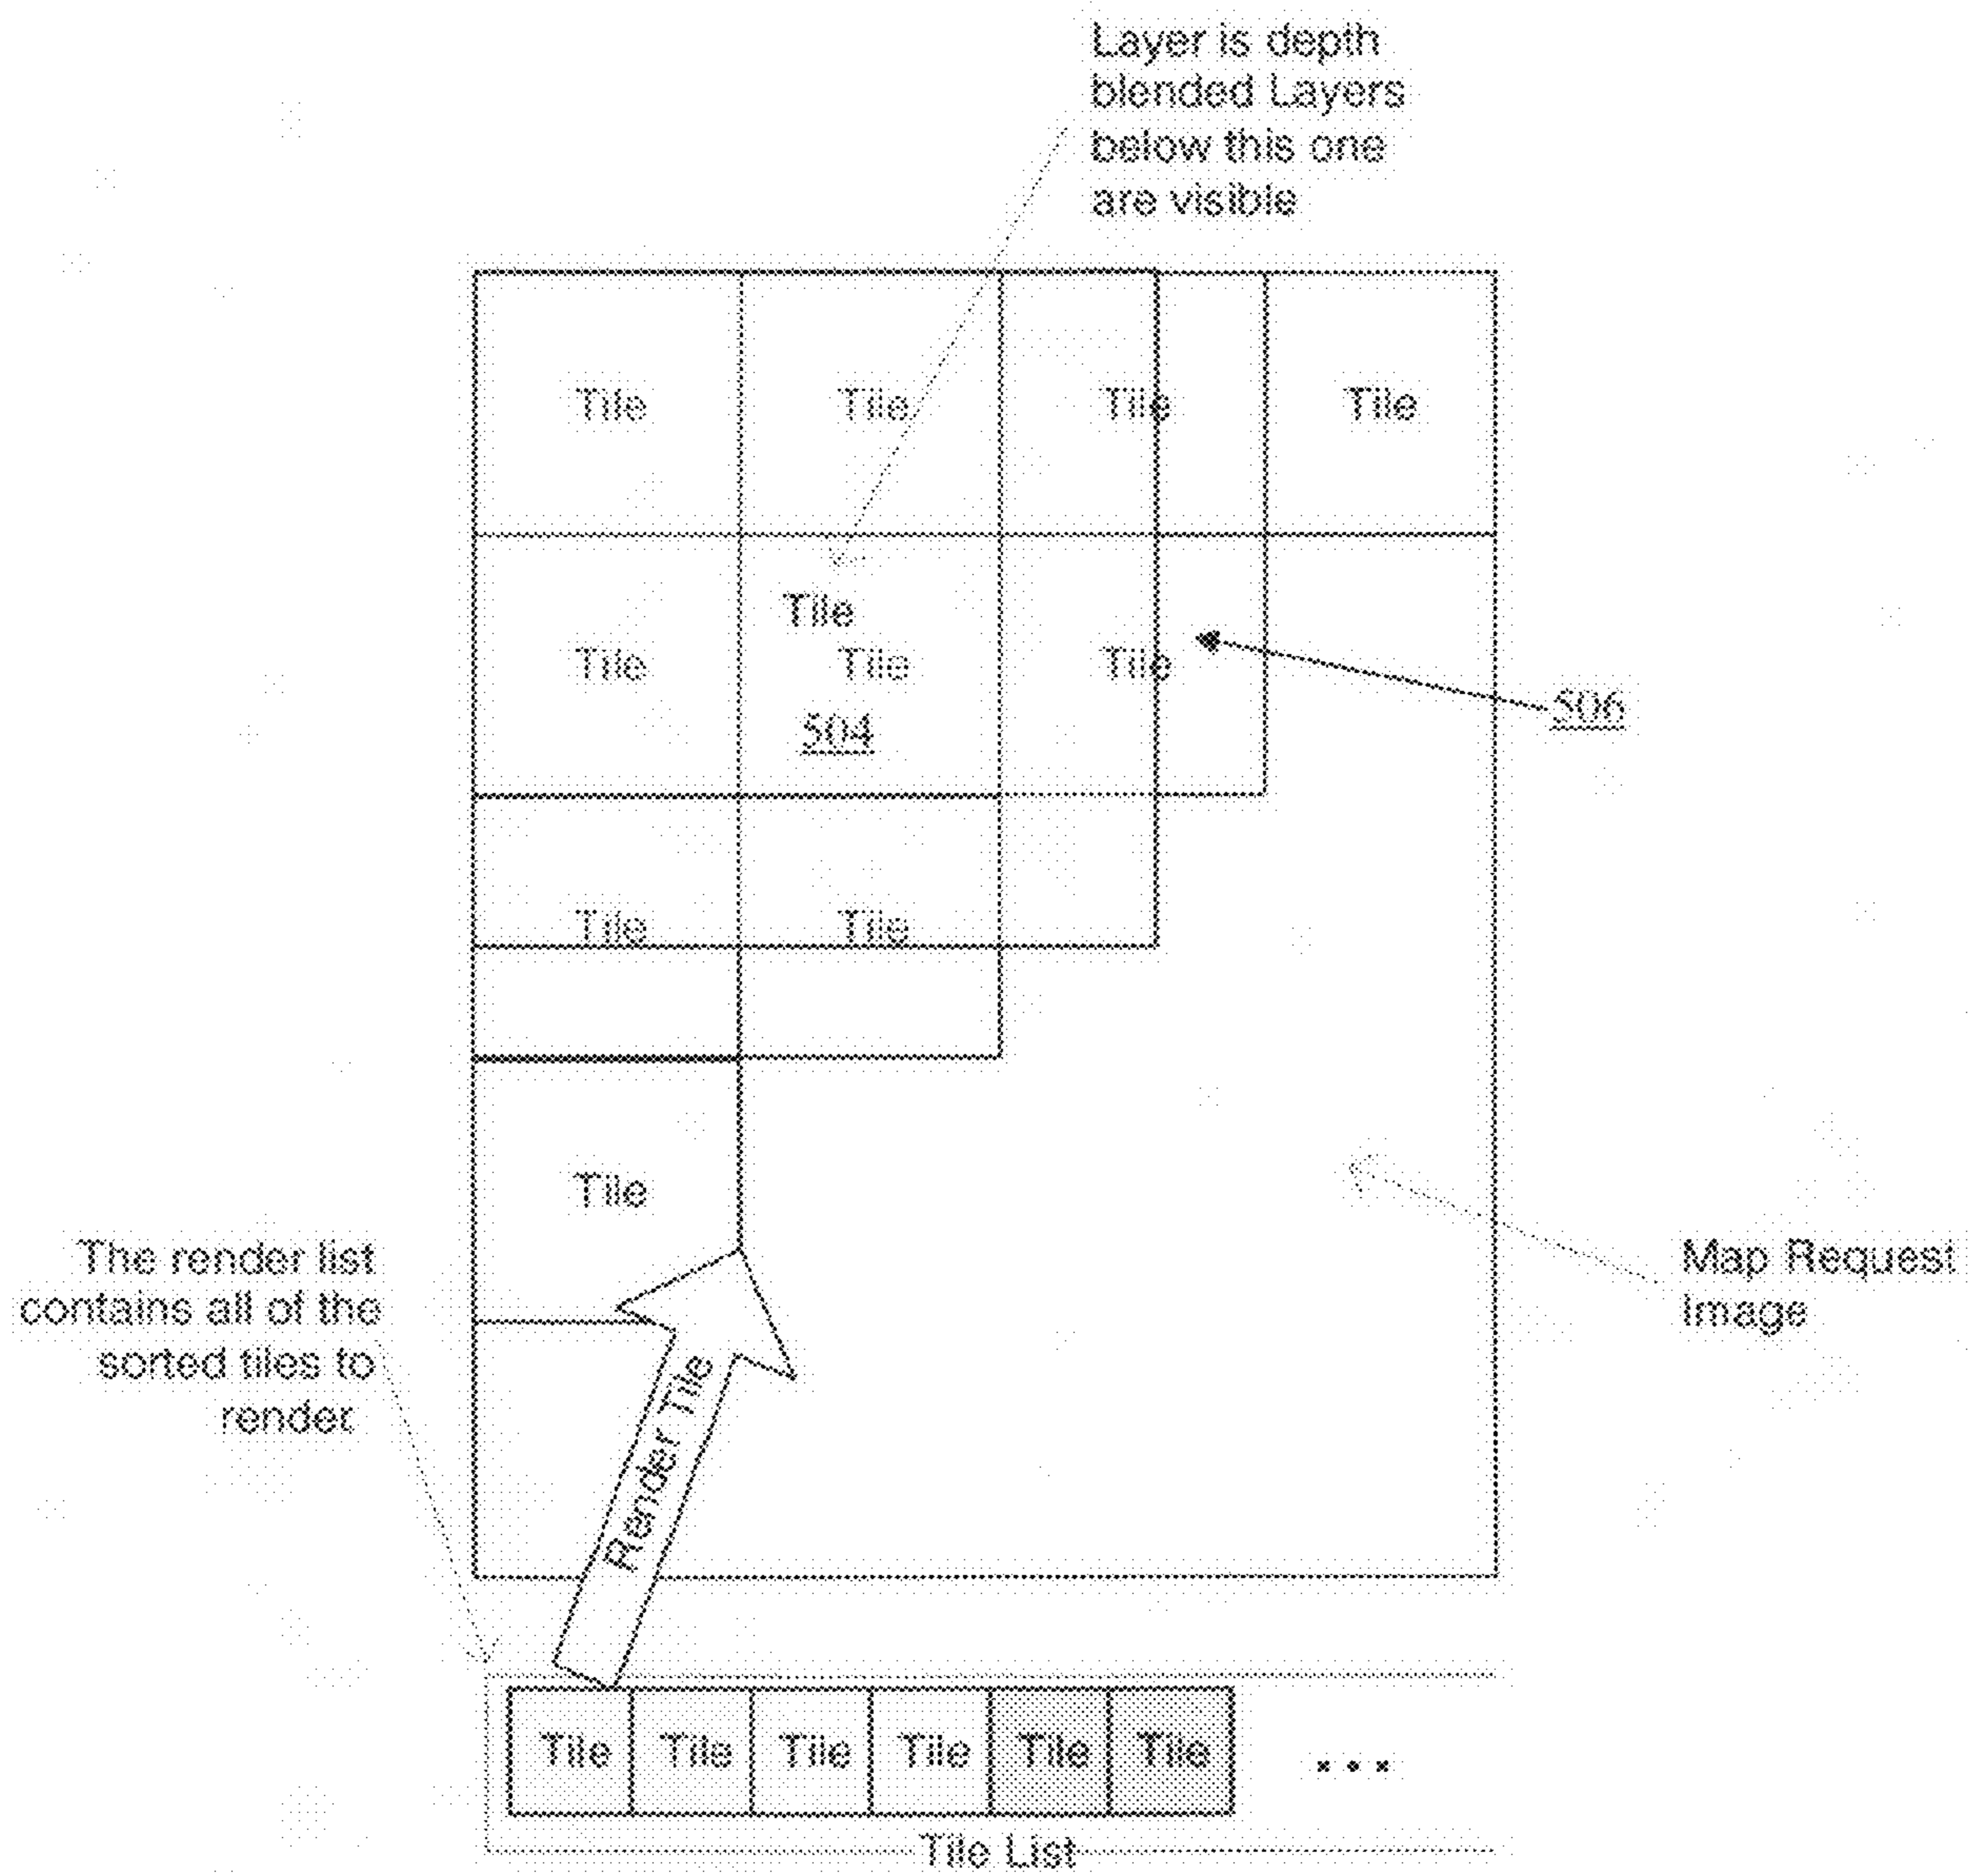 Layer is depth
blended Layers
below this one
are visible
Tile Tile Tile Tile
Tile
Tile Tile Tile
504
506
Tile Tile
Tile
The render list
contains all of the
sorted tiles to
render
Map Request
Image
Render Tile
Tile Tile Tile Tile Tile Tile ...
Tile List